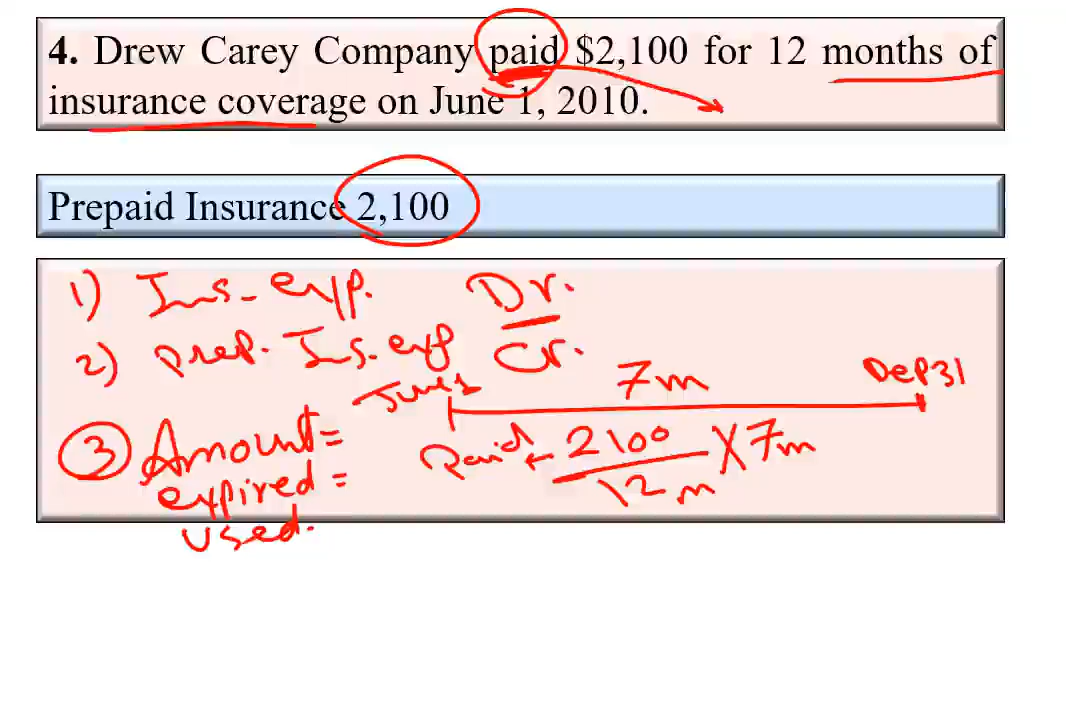 4. Drew Carey Company paid $2,100 for 12 months of
insurance coverage on June 1, 2010.
Prepaid Insurance 2,100
1) Ins. exp. Dr.
2) prep. Ins. exp Cr.
June 1 7m Dep31
3 Amount = Paid ← 2100 / 12m X 7m
expired =
used.